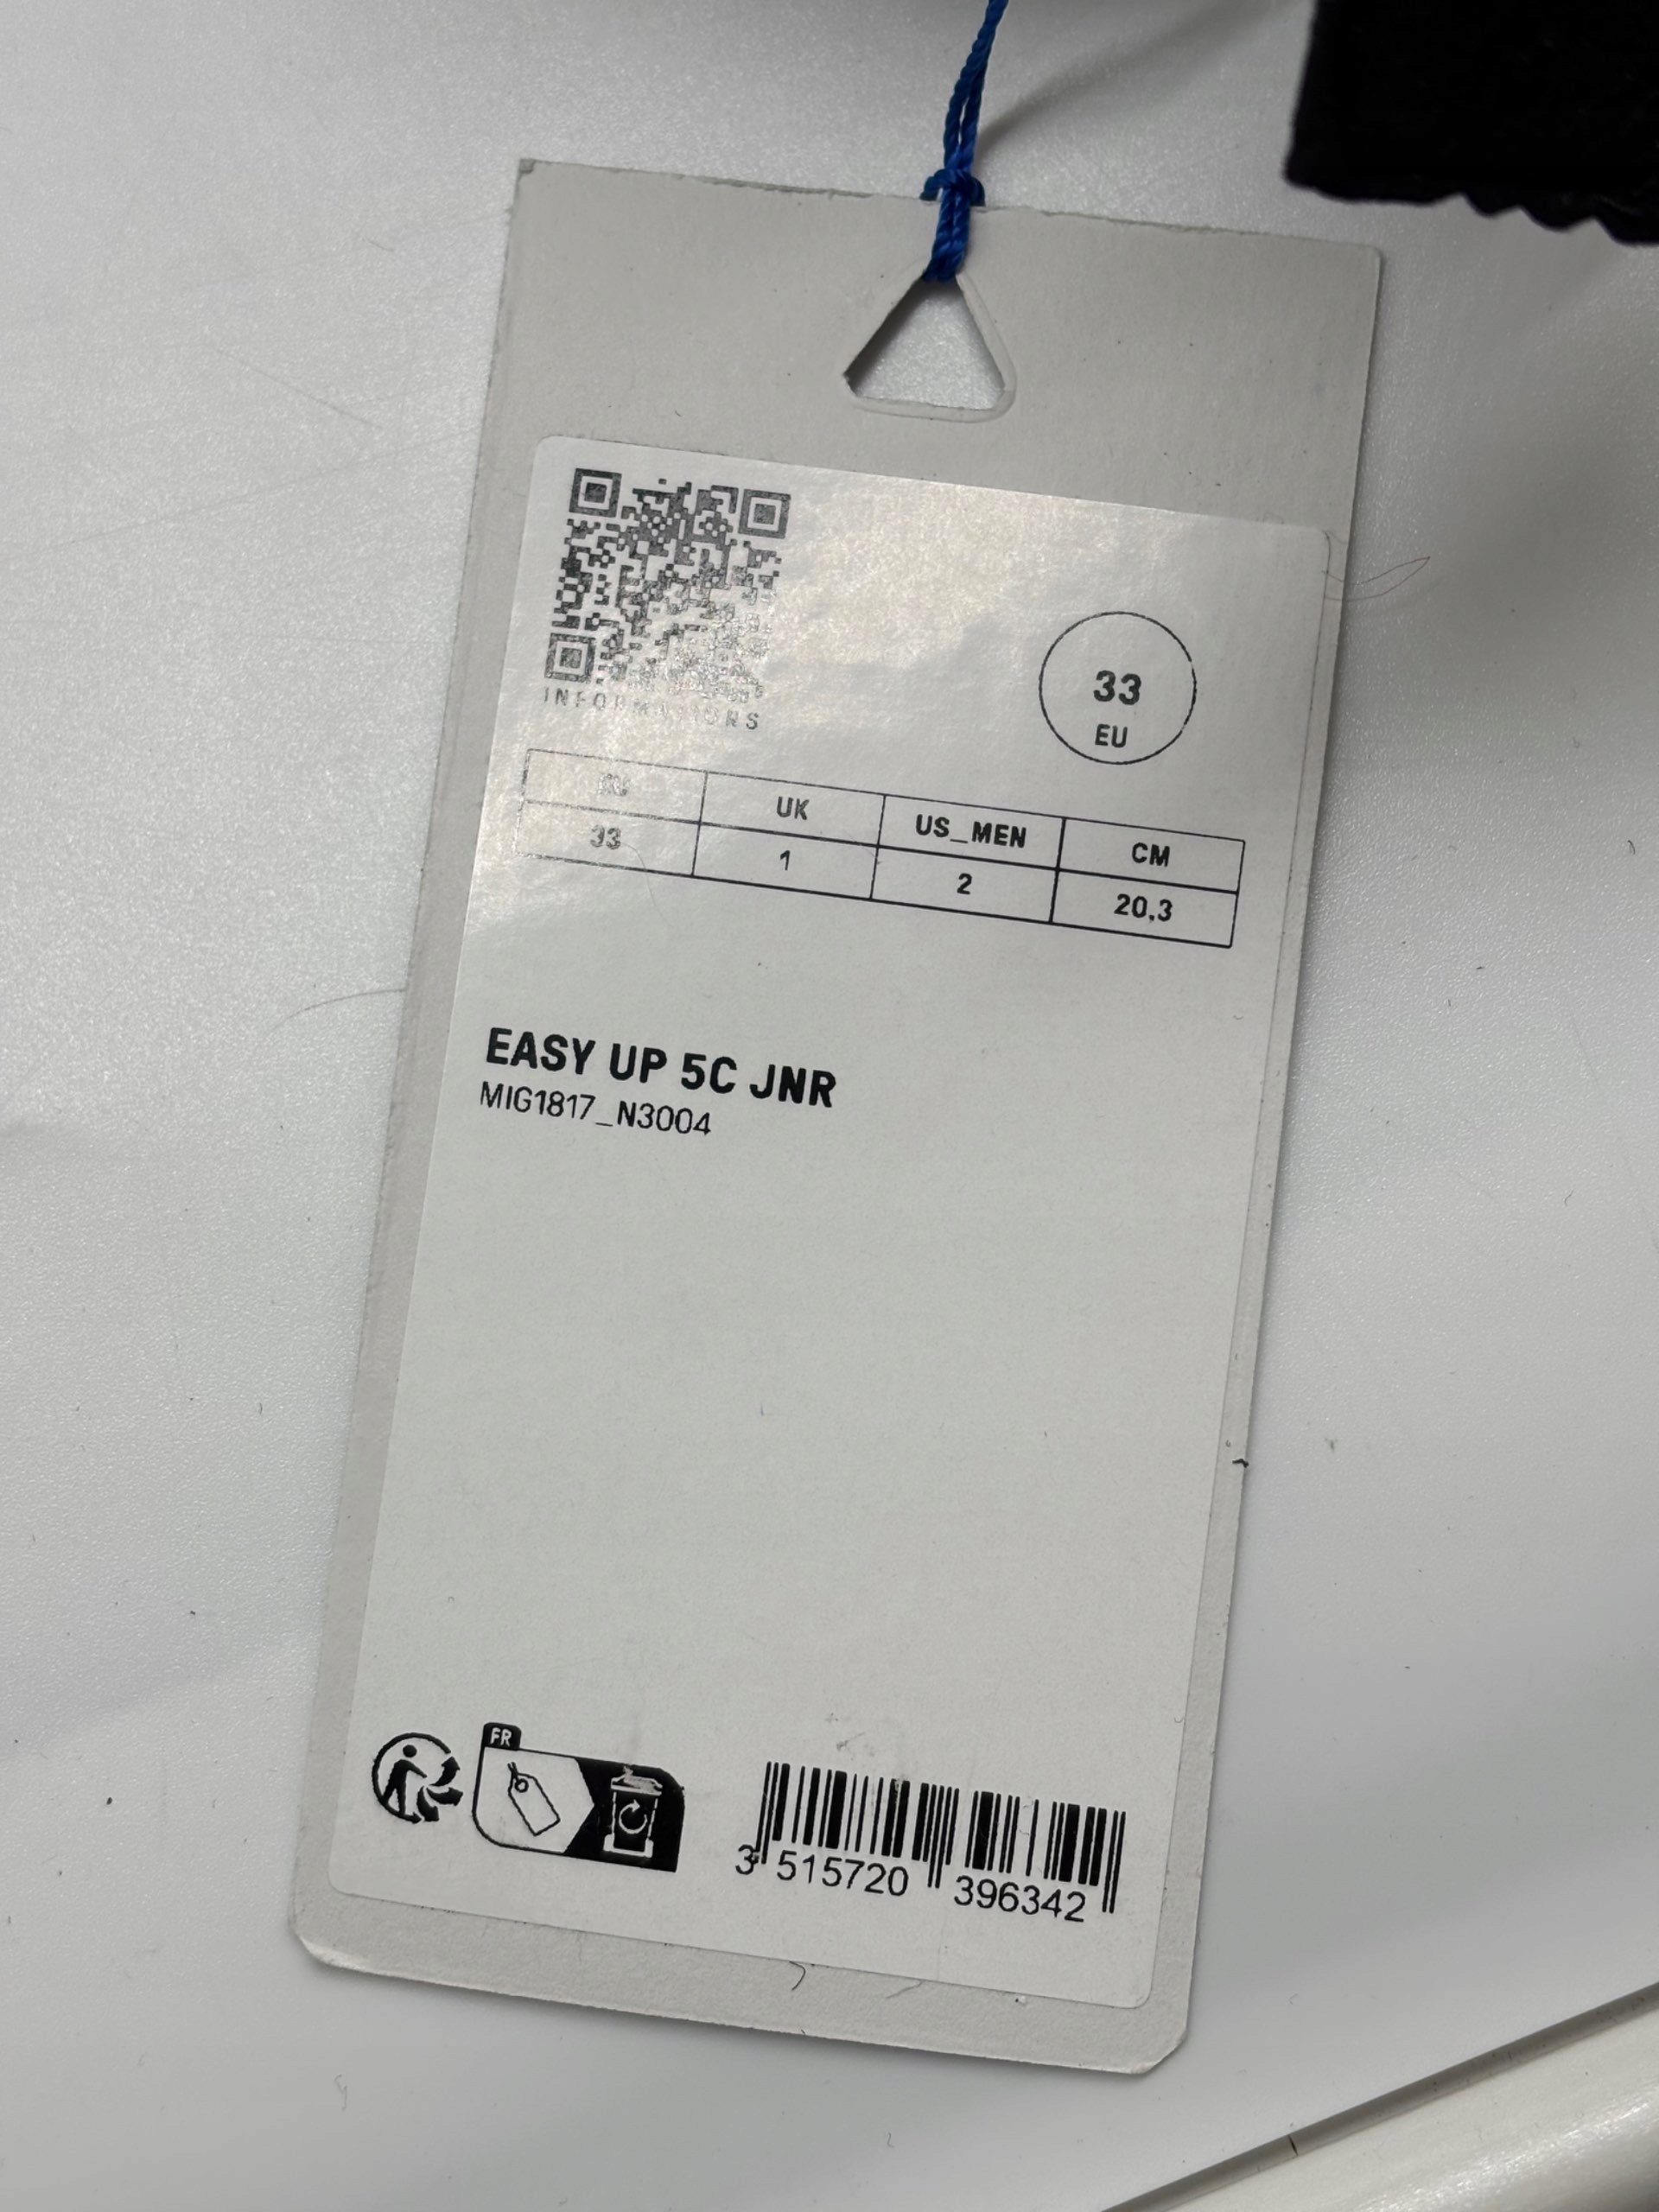 INFORMATIONS
33
EU
EU UK US_MEN CM
33 1 2 20,3
EASY UP 5C JNR
MIG1817_N3004
FR
3 515720 396342